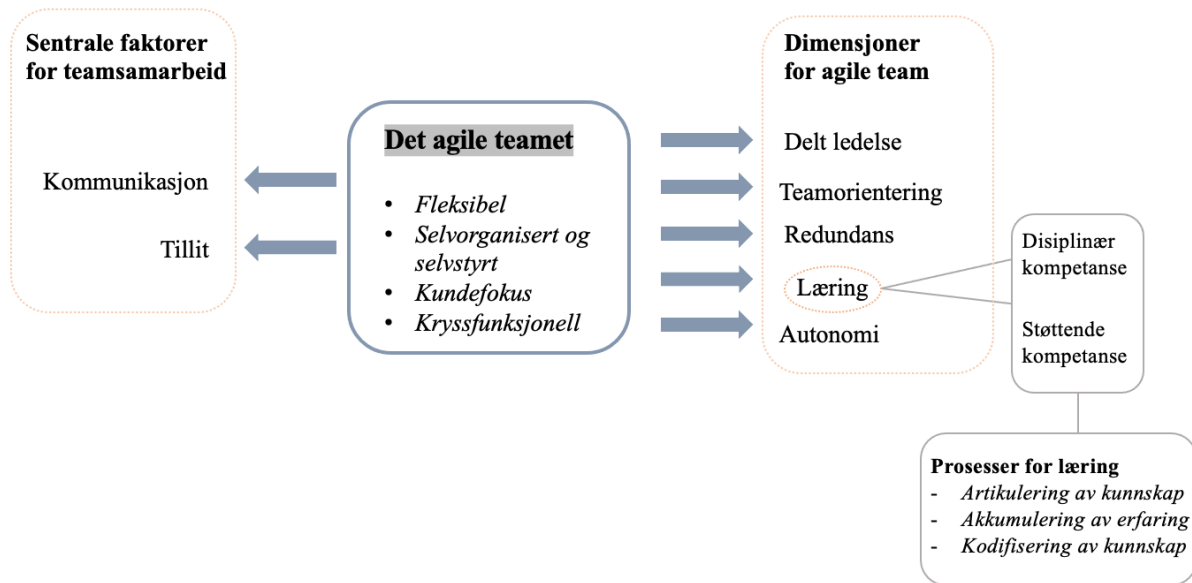 Sentrale faktorer
for teamsamarbeid
Kommunikasjon
Tillit
Det agile teamet
• Fleksibel
• Selvorganisert og
selvstyrt
• Kundefokus
• Kryssfunksjonell
Dimensjoner
for agile team
Delt ledelse
Teamorientering
Redundans
Læring
Autonomi
Disiplinær
kompetanse
Støttende
kompetanse
Prosesser for læring
- Artikulering av kunnskap
- Akkumulering av erfaring
- Kodifisering av kunnskap